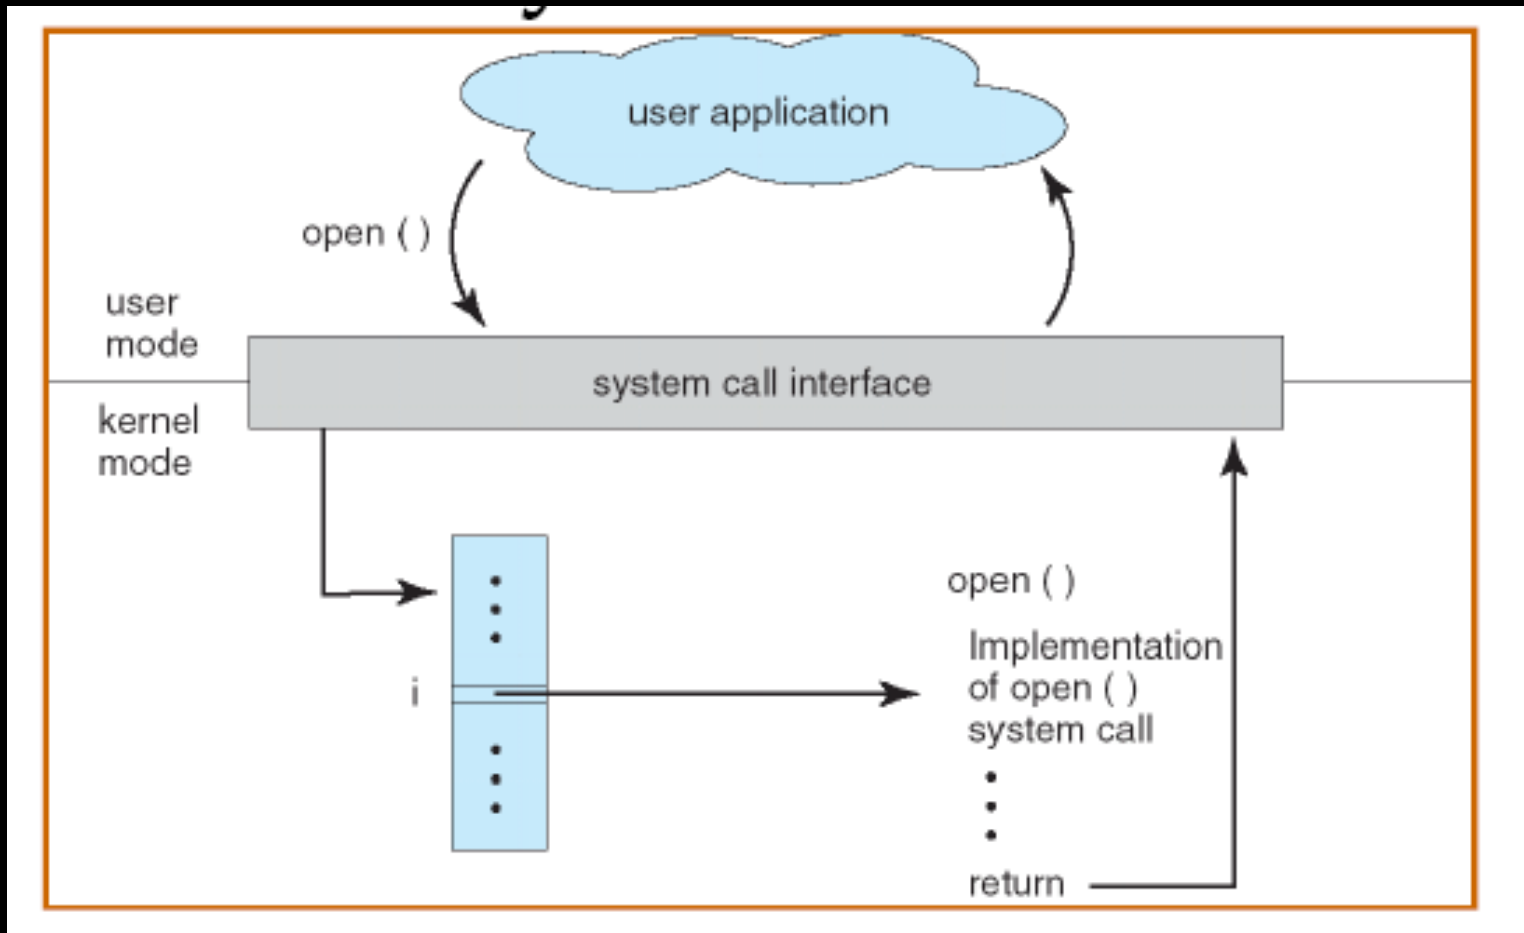 user application
open ( )
user
mode
system call interface
kernel
mode
open ( )
Implementation
of open ( )
system call
i
return